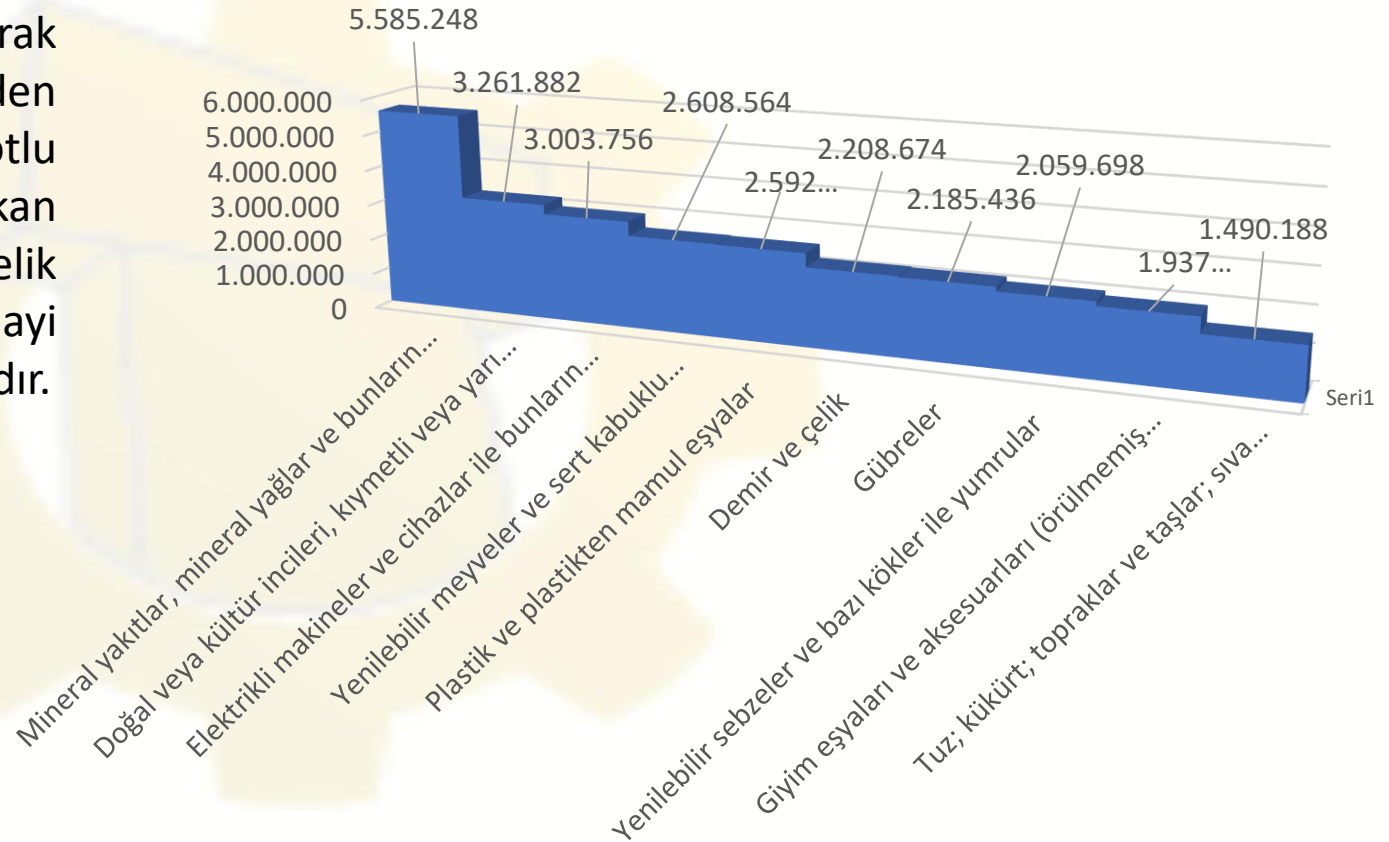 rak
den
otlu
kan
elik
ayi
dır.
5.585.248
3.261.882
3.003.756
2.608.564
2.592…
2.208.674
2.185.436
2.059.698
1.937…
1.490.188
6.000.000
5.000.000
4.000.000
3.000.000
2.000.000
1.000.000
0
Mineral yakıtlar, mineral yağlar ve bunların…
Doğal veya kültür incileri, kıymetli veya yarı…
Elektrikli makineler ve cihazlar ile bunların…
Yenilebilir meyveler ve sert kabuklu…
Plastik ve plastikten mamul eşyalar
Demir ve çelik
Gübreler
Yenilebilir sebzeler ve bazı kökler ile yumrular
Giyim eşyaları ve aksesuarları (örülmemiş…
Tuz; kükürt; topraklar ve taşlar; sıva…
Seri1